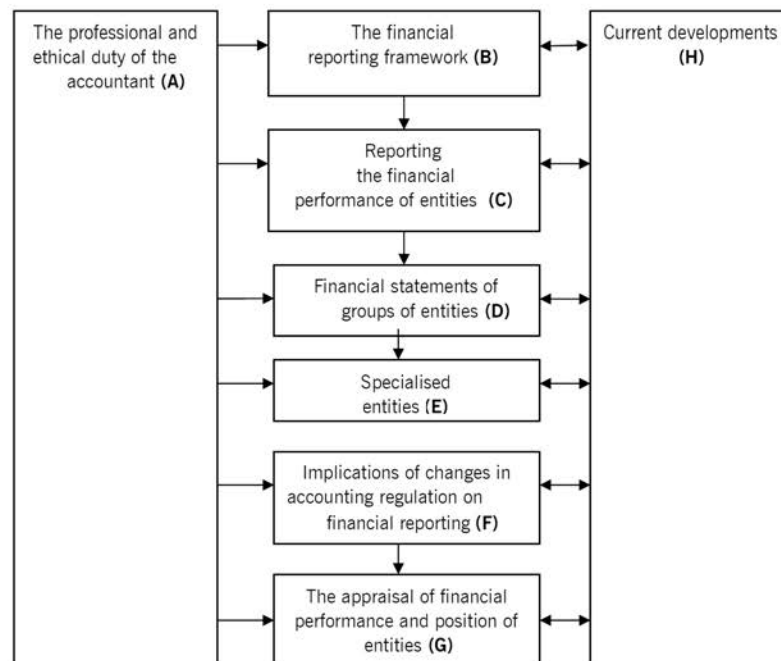 The professional and
ethical duty of the
accountant (A)
The financial
reporting framework (B)
Current developments
(H)
Reporting
the financial
performance of entities (C)
Financial statements of
groups of entities (D)
Specialised
entities (E)
Implications of changes in
accounting regulation on
financial reporting (F)
The appraisal of financial
performance and position of
entities (G)